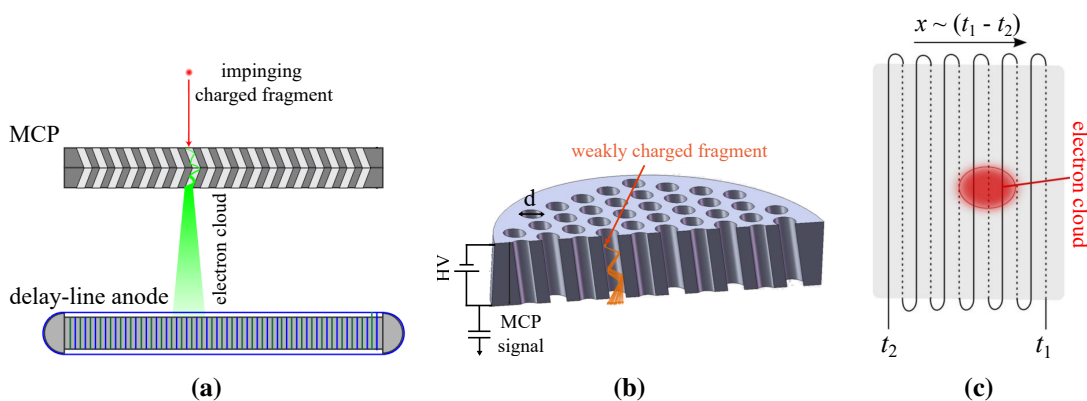 impinging
charged fragment
MCP
electron cloud
delay-line anode
(a)
weakly charged fragment
d
HV
MCP
signal
(b)
x ~ (t₁ - t₂)
electron cloud
t₂
t₁
(c)